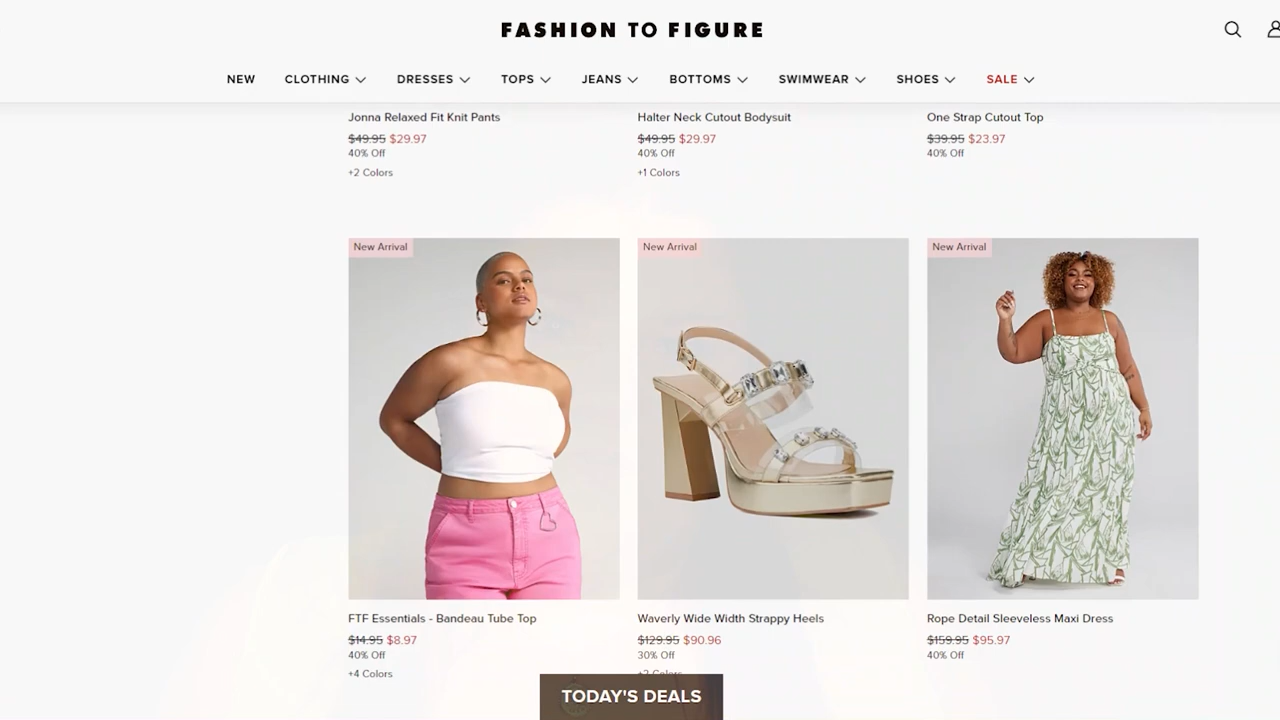 FASHION TO FIGURE
NEW CLOTHING DRESSES TOPS JEANS BOTTOMS SWIMWEAR SHOES SALE
Jonna Relaxed Fit Knit Pants
$49.95 $29.97
40% Off
+2 Colors
Halter Neck Cutout Bodysuit
$49.95 $29.97
40% Off
+1 Colors
One Strap Cutout Top
$39.95 $23.97
40% Off
New Arrival
FTF Essentials - Bandeau Tube Top
$14.95 $8.97
40% Off
+4 Colors
New Arrival
Waverly Wide Width Strappy Heels
$129.95 $90.96
30% Off
New Arrival
Rope Detail Sleeveless Maxi Dress
$159.95 $95.97
40% Off
TODAY'S DEALS